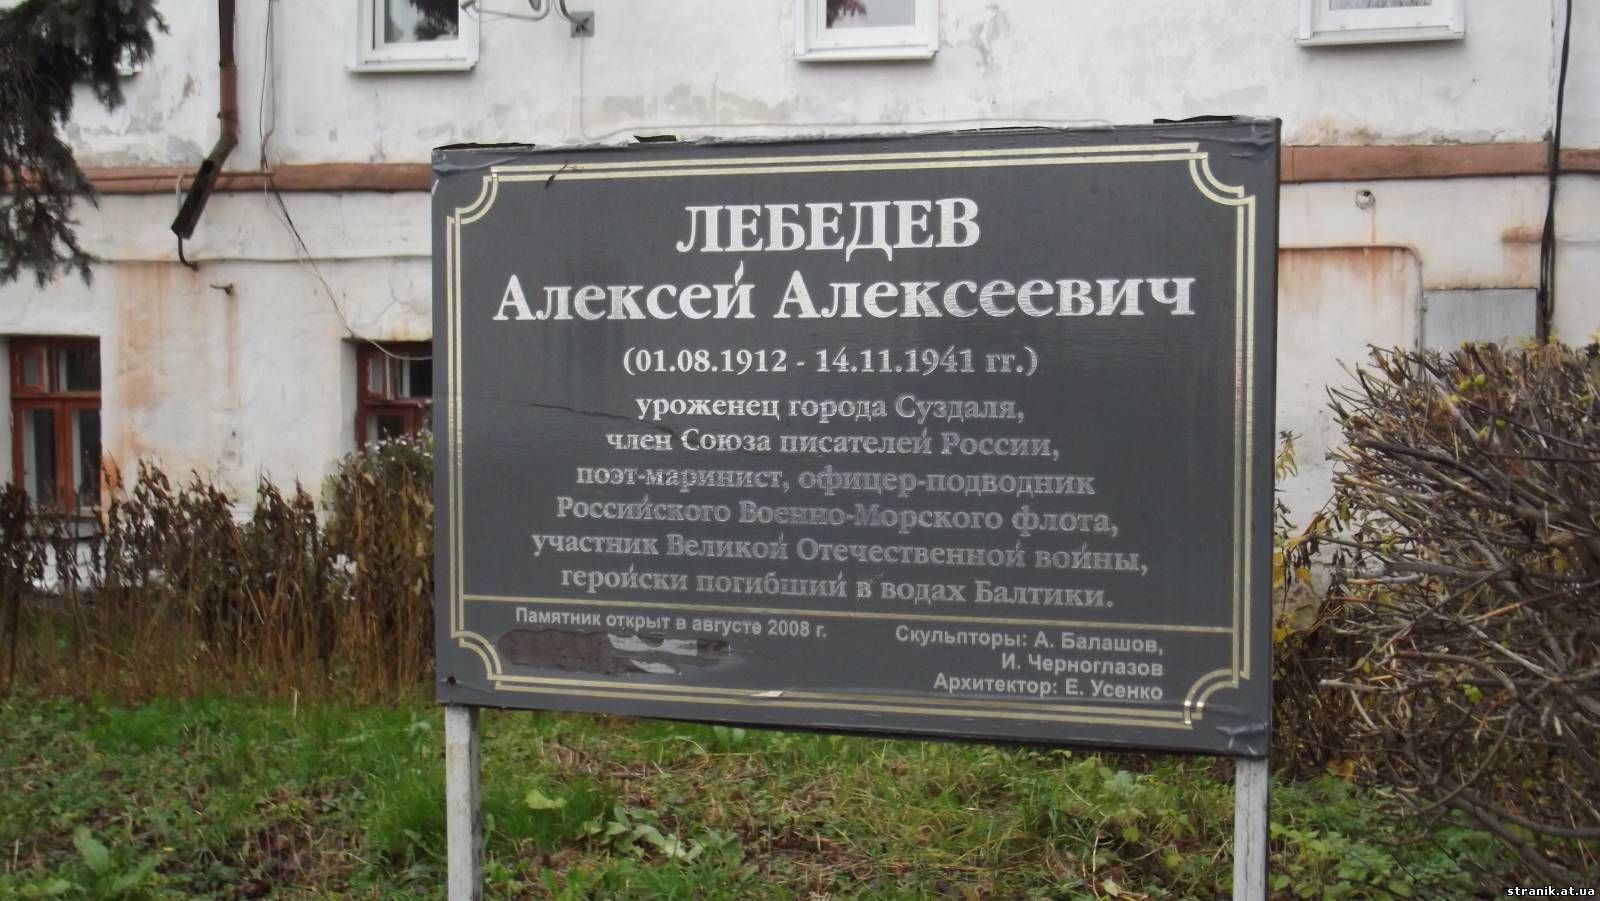 ЛЕБЕДЕВ
Алексей Алексеевич
(01.08.1912 - 14.11.1941 гг.)
уроженец города Суздаля,
член Союза писателей России,
поэт-маринист, офицер-подводник
Российского Военно-Морского флота,
участник Великой Отечественной войны,
геройски погибший в водах Балтики.
Памятник открыт в августе 2008 г.
Скульпторы: А. Балашов,
И. Черноглазов
Архитектор: Е. Усенко
stranik.at.ua